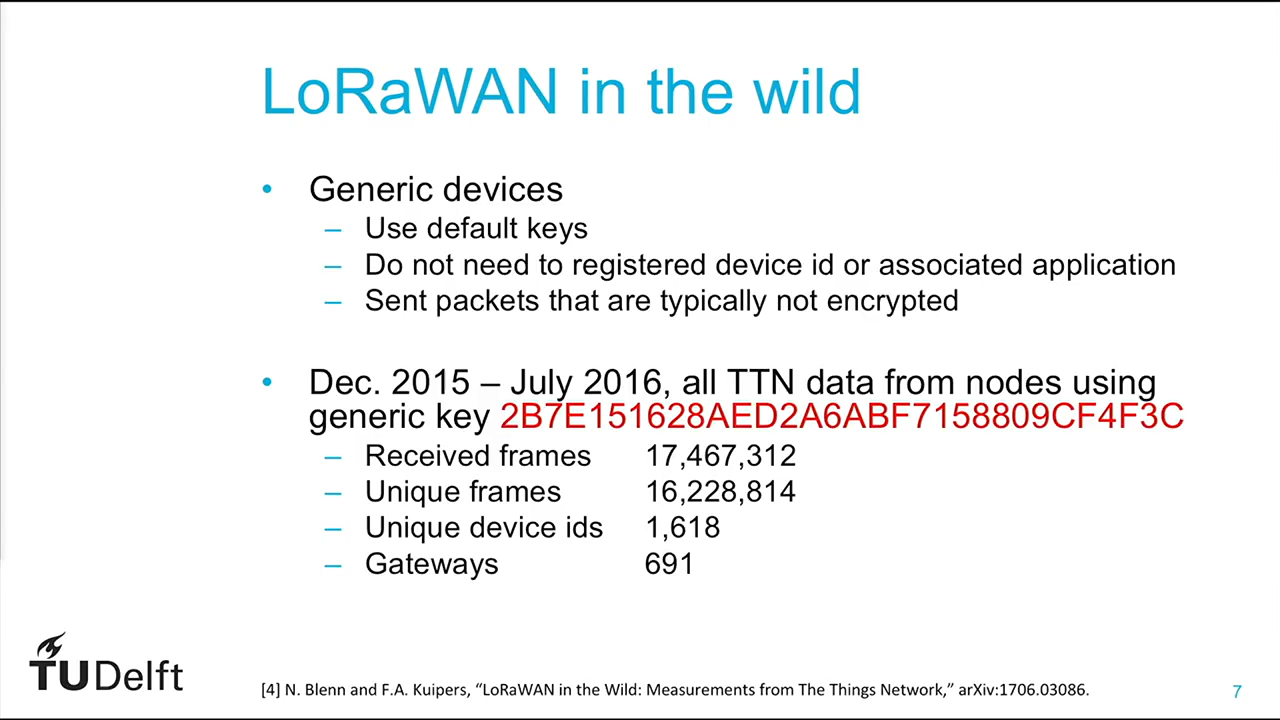 LoRaWAN in the wild
• Generic devices
– Use default keys
– Do not need to registered device id or associated application
– Sent packets that are typically not encrypted
• Dec. 2015 – July 2016, all TTN data from nodes using
generic key 2B7E151628AED2A6ABF7158809CF4F3C
– Received frames 17,467,312
– Unique frames 16,228,814
– Unique device ids 1,618
– Gateways 691
TUDelft
[4] N. Blenn and F.A. Kuipers, “LoRaWAN in the Wild: Measurements from The Things Network,” arXiv:1706.03086.
7